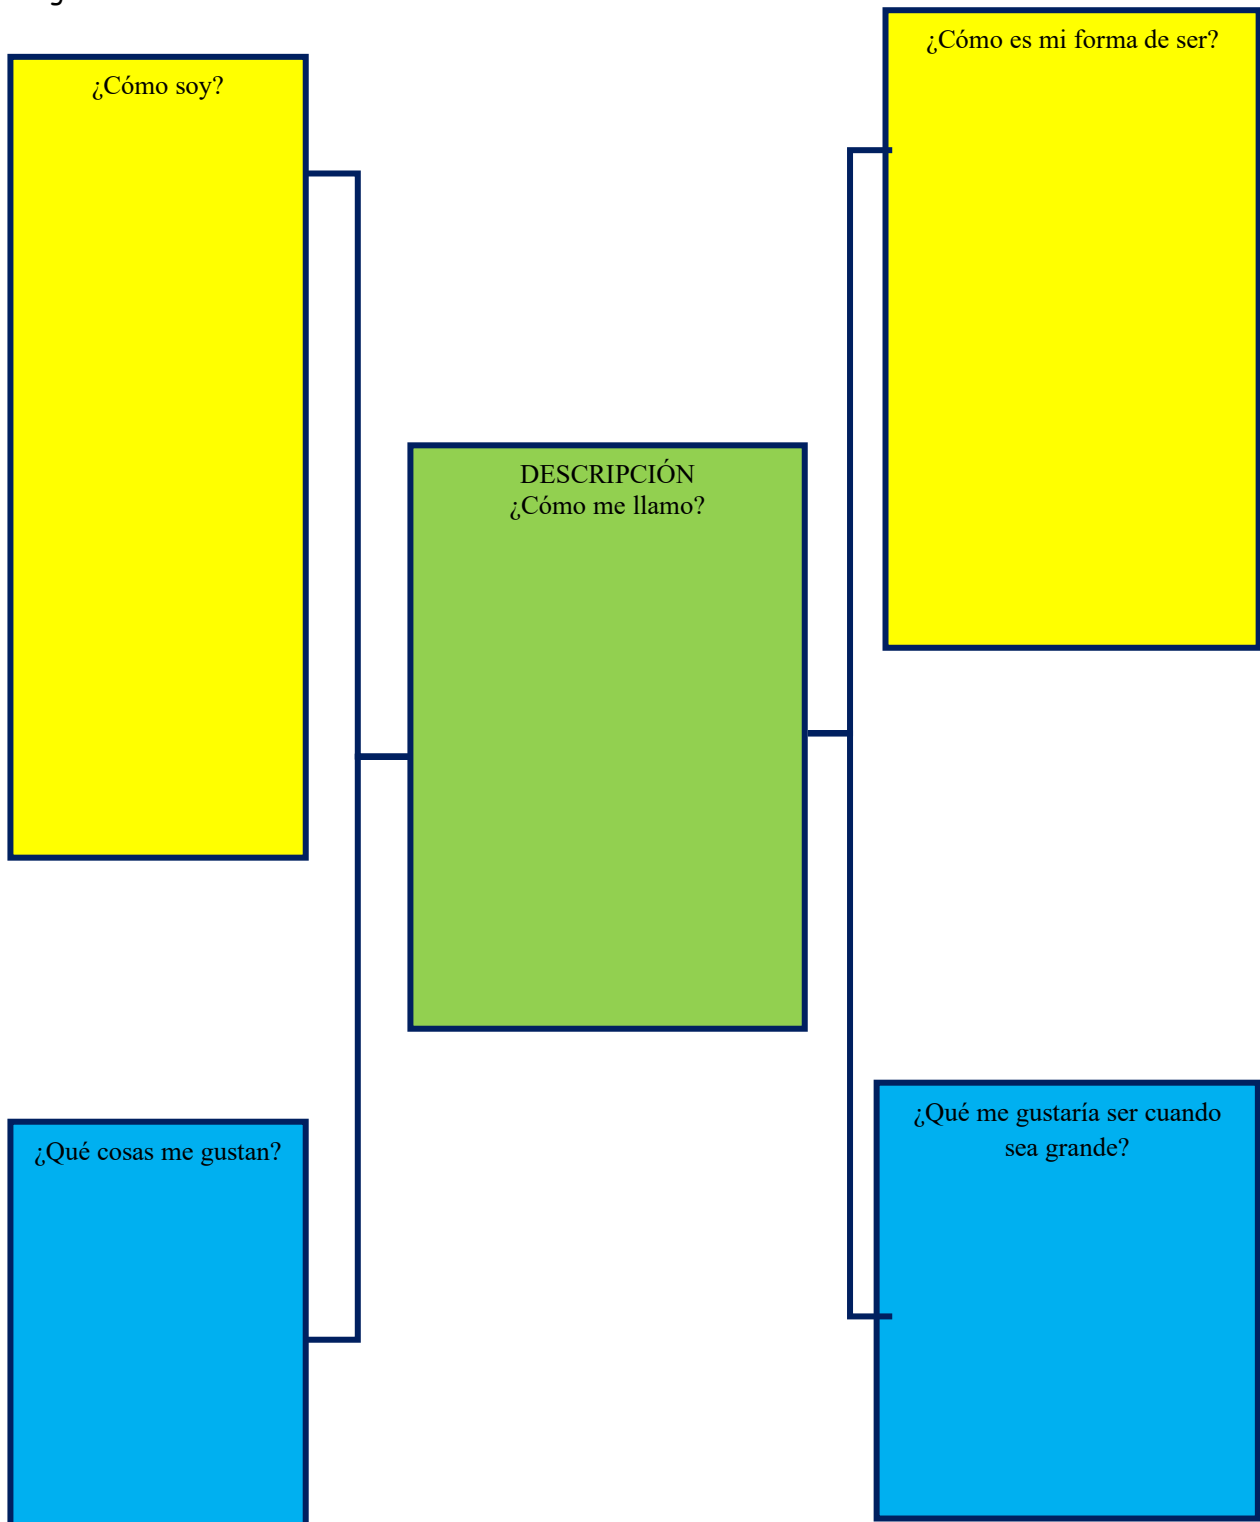 ¿Cómo es mi forma de ser?
¿Cómo soy?
DESCRIPCIÓN
¿Cómo me llamo?
¿Qué me gustaría ser cuando
sea grande?
¿Qué cosas me gustan?